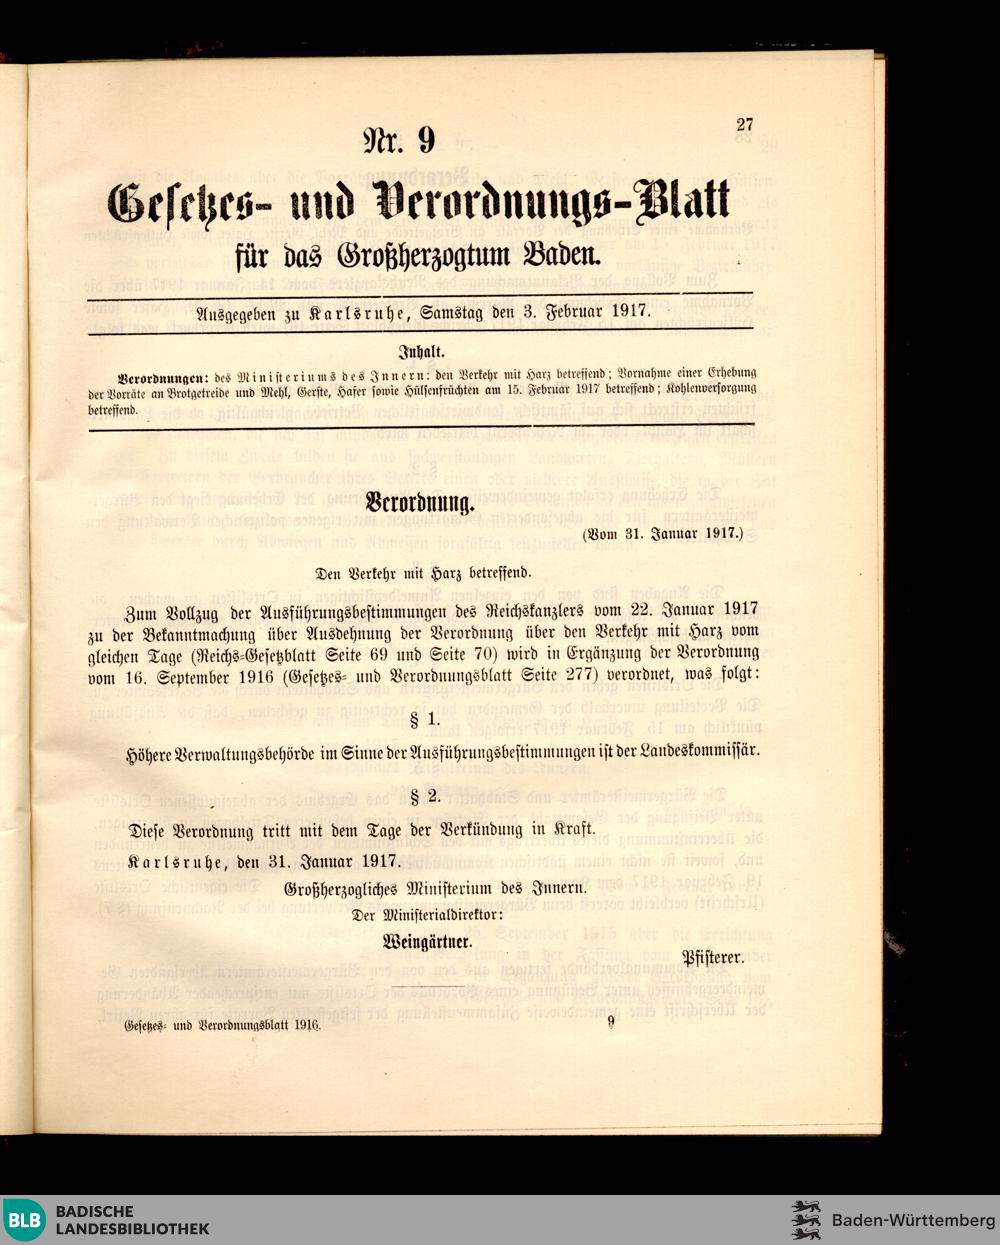 27
Nr. 9
Gesetzes- und Verordnungs-Blatt
für das Großherzogtum Baden.
Ausgegeben zu Karlsruhe, Samstag den 3. Februar 1917.
Inhalt.
Verordnungen: des Ministeriums des Innern: den Verkehr mit Harz betreffend; Vornahme einer Erhebung
der Vorräte an Brotgetreide und Mehl, Gerste, Hafer sowie Hülsenfrüchten am 15. Februar 1917 betreffend; Kohlenversorgung
betreffend.
Verordnung.
(Vom 31. Januar 1917.)
Den Verkehr mit Harz betreffend.
Zum Vollzug der Ausführungsbestimmungen des Reichskanzlers vom 22. Januar 1917
zu der Bekanntmachung über Ausdehnung der Verordnung über den Verkehr mit Harz vom
gleichen Tage (Reichs-Gesetzblatt Seite 69 und Seite 70) wird in Ergänzung der Verordnung
vom 16. September 1916 (Gesetzes- und Verordnungsblatt Seite 277) verordnet, was folgt:
§ 1.
Höhere Verwaltungsbehörde im Sinne der Ausführungsbestimmungen ist der Landeskommissär.
§ 2.
Diese Verordnung tritt mit dem Tage der Verkündung in Kraft.
Karlsruhe, den 31. Januar 1917.
Großherzogliches Ministerium des Innern.
Der Ministerialdirektor:
Weingärtner.
Pfisterer.
Gesetzes- und Verordnungsblatt 1916.
9
BLB
BADISCHE
LANDESBIBLIOTHEK
Baden-Württemberg